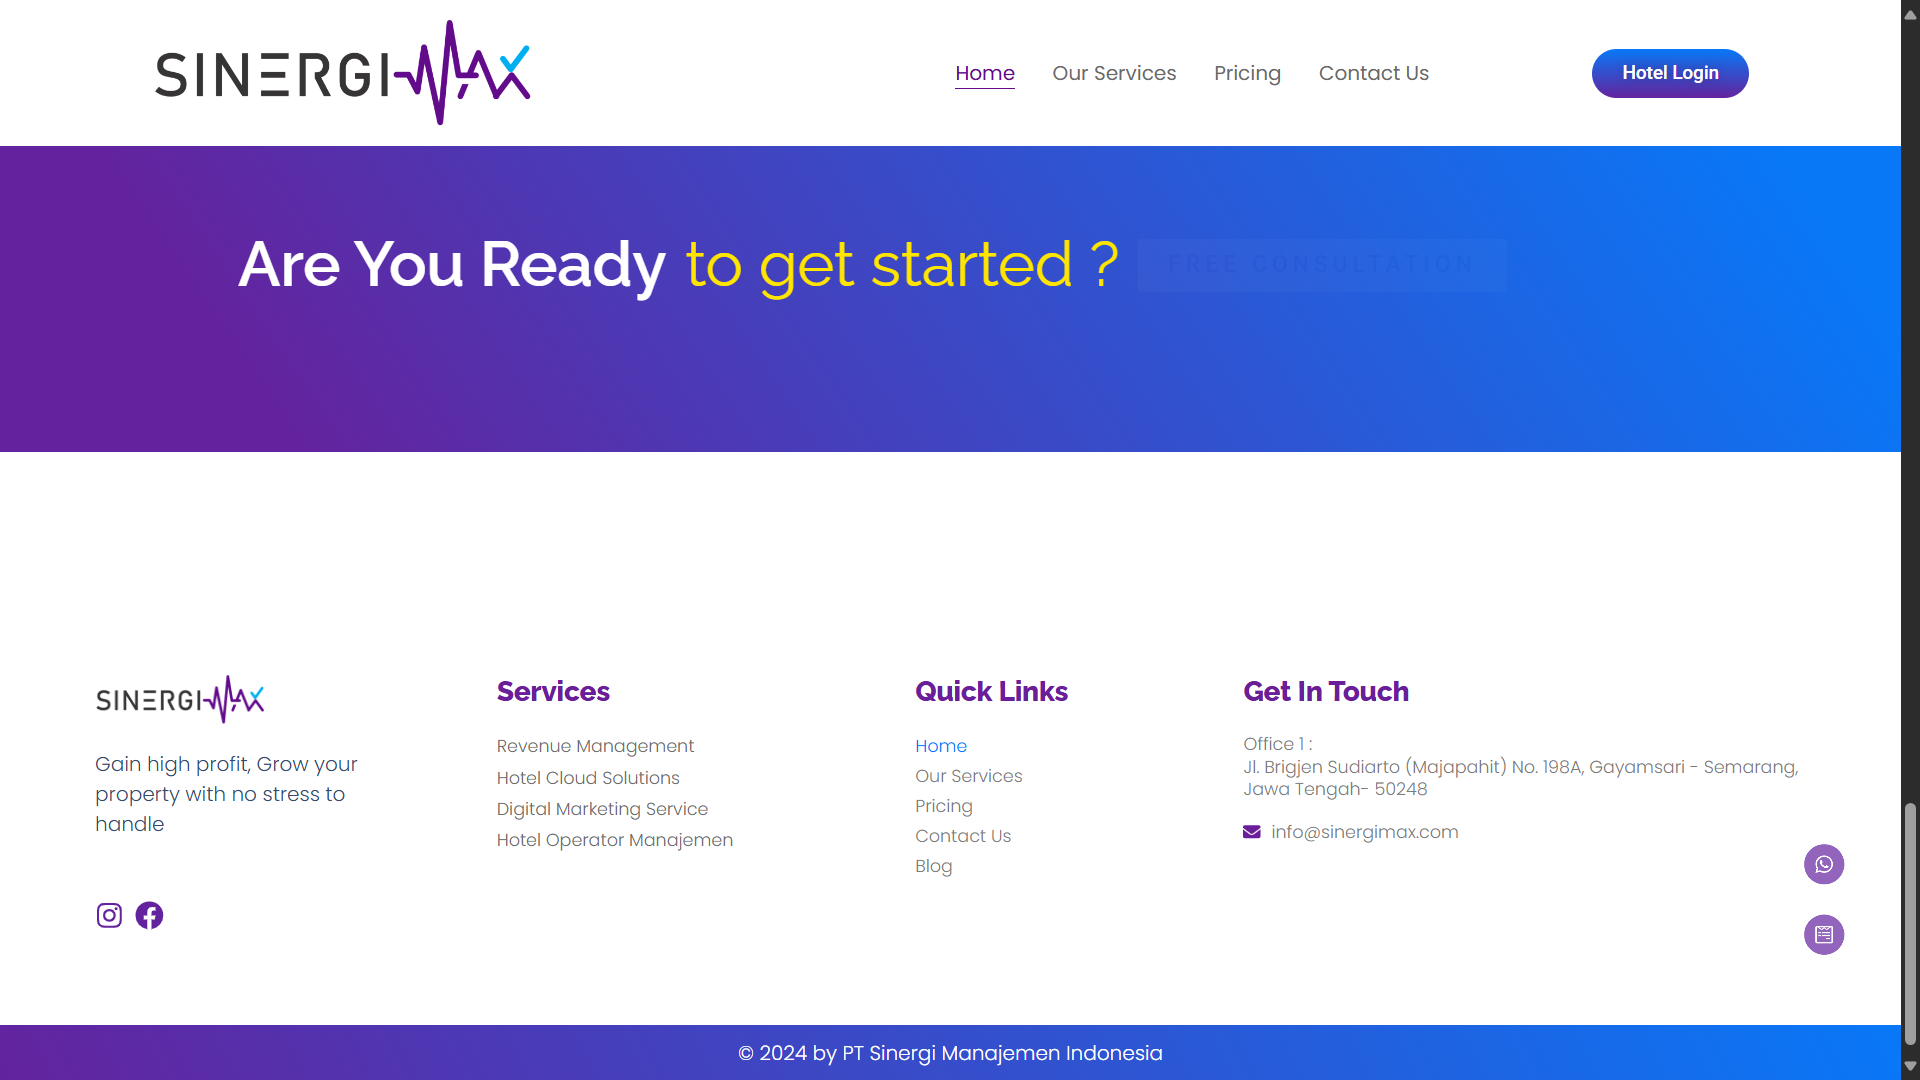 SINERGIMAX
Home
Our Services
Pricing
Contact Us
Hotel Login
Are You Ready to get started ?
FREE CONSULTATION
SINERGIMAX
Gain high profit, Grow your
property with no stress to
handle
Services
Revenue Management
Hotel Cloud Solutions
Digital Marketing Service
Hotel Operator Manajemen
Quick Links
Home
Our Services
Pricing
Contact Us
Blog
Get In Touch
Office 1 :
Jl. Brigjen Sudiarto (Majapahit) No. 198A, Gayamsari - Semarang,
Jawa Tengah- 50248
info@sinergimax.com
© 2024 by PT Sinergi Manajemen Indonesia